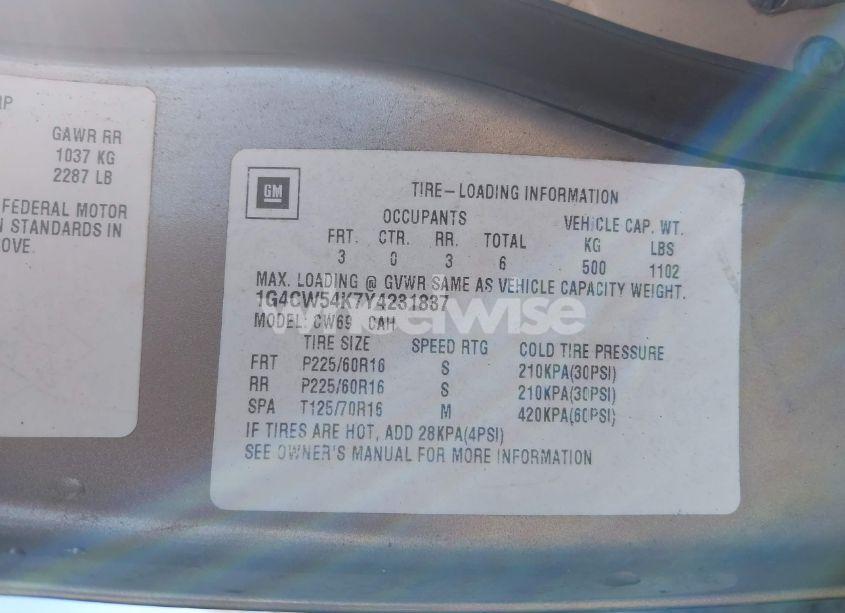 RP
GAWR RR
1037 KG
2287 LB
FEDERAL MOTOR
STANDARDS IN
OVE.
GM
TIRE-LOADING INFORMATION
OCCUPANTS VEHICLE CAP. WT.
FRT. CTR. RR. TOTAL KG LBS
3 0 3 6 500 1102
MAX. LOADING @ GVWR SAME AS VEHICLE CAPACITY WEIGHT.
1G4CW54K7Y4231837
wheelwise
MODEL: CW69 CAH
TIRE SIZE SPEED RTG COLD TIRE PRESSURE
FRT P225/60R16 S 210KPA(30PSI)
RR P225/60R16 S 210KPA(30PSI)
SPA T125/70R16 M 420KPA(60PSI)
IF TIRES ARE HOT, ADD 28KPA(4PSI)
SEE OWNER'S MANUAL FOR MORE INFORMATION